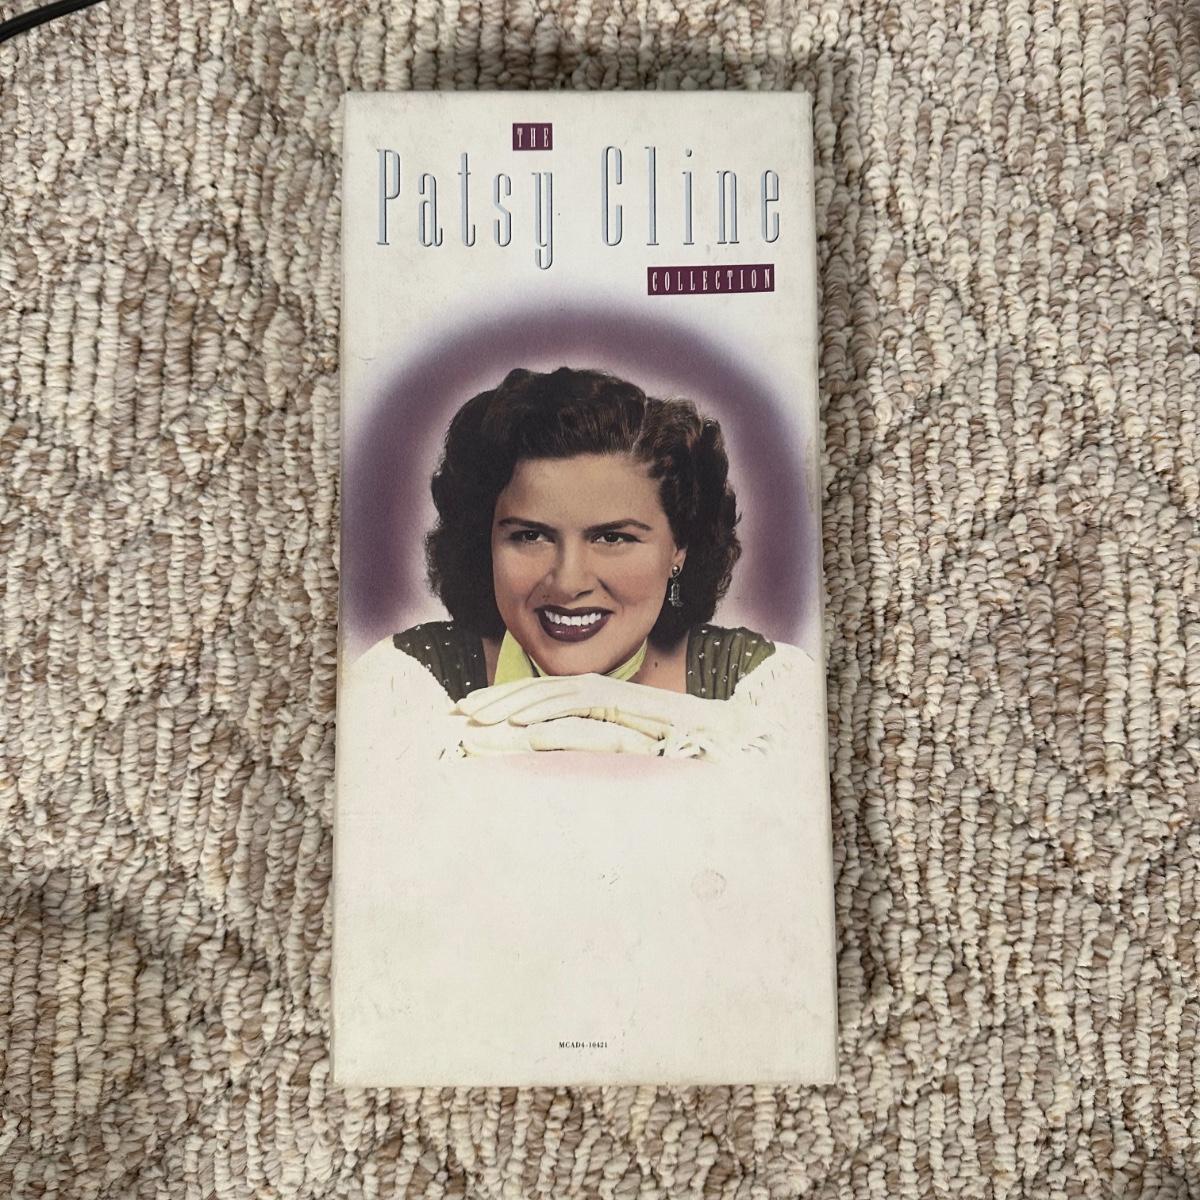 THE
Patsy Cline
COLLECTION
MCAD4-10421